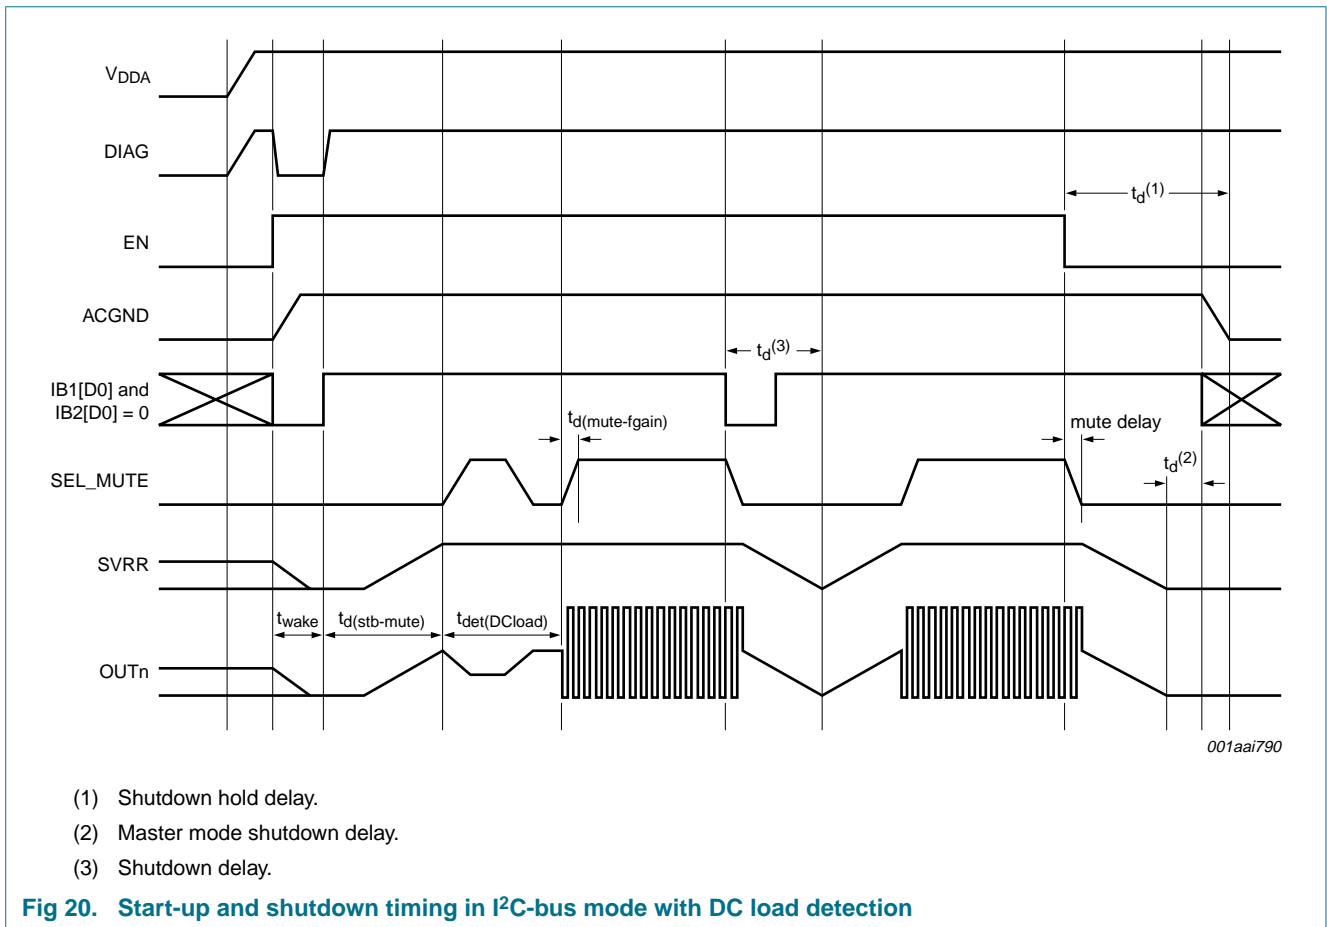 VDDA
DIAG
td(1)
EN
ACGND
td(3)
IB1[D0] and
IB2[D0] = 0
td(mute-fgain)
mute delay
td(2)
SEL_MUTE
SVRR
twake
td(stb-mute)
tdet(DCload)
OUTn
001aai790
(1) Shutdown hold delay.
(2) Master mode shutdown delay.
(3) Shutdown delay.
Fig 20. Start-up and shutdown timing in I2C-bus mode with DC load detection